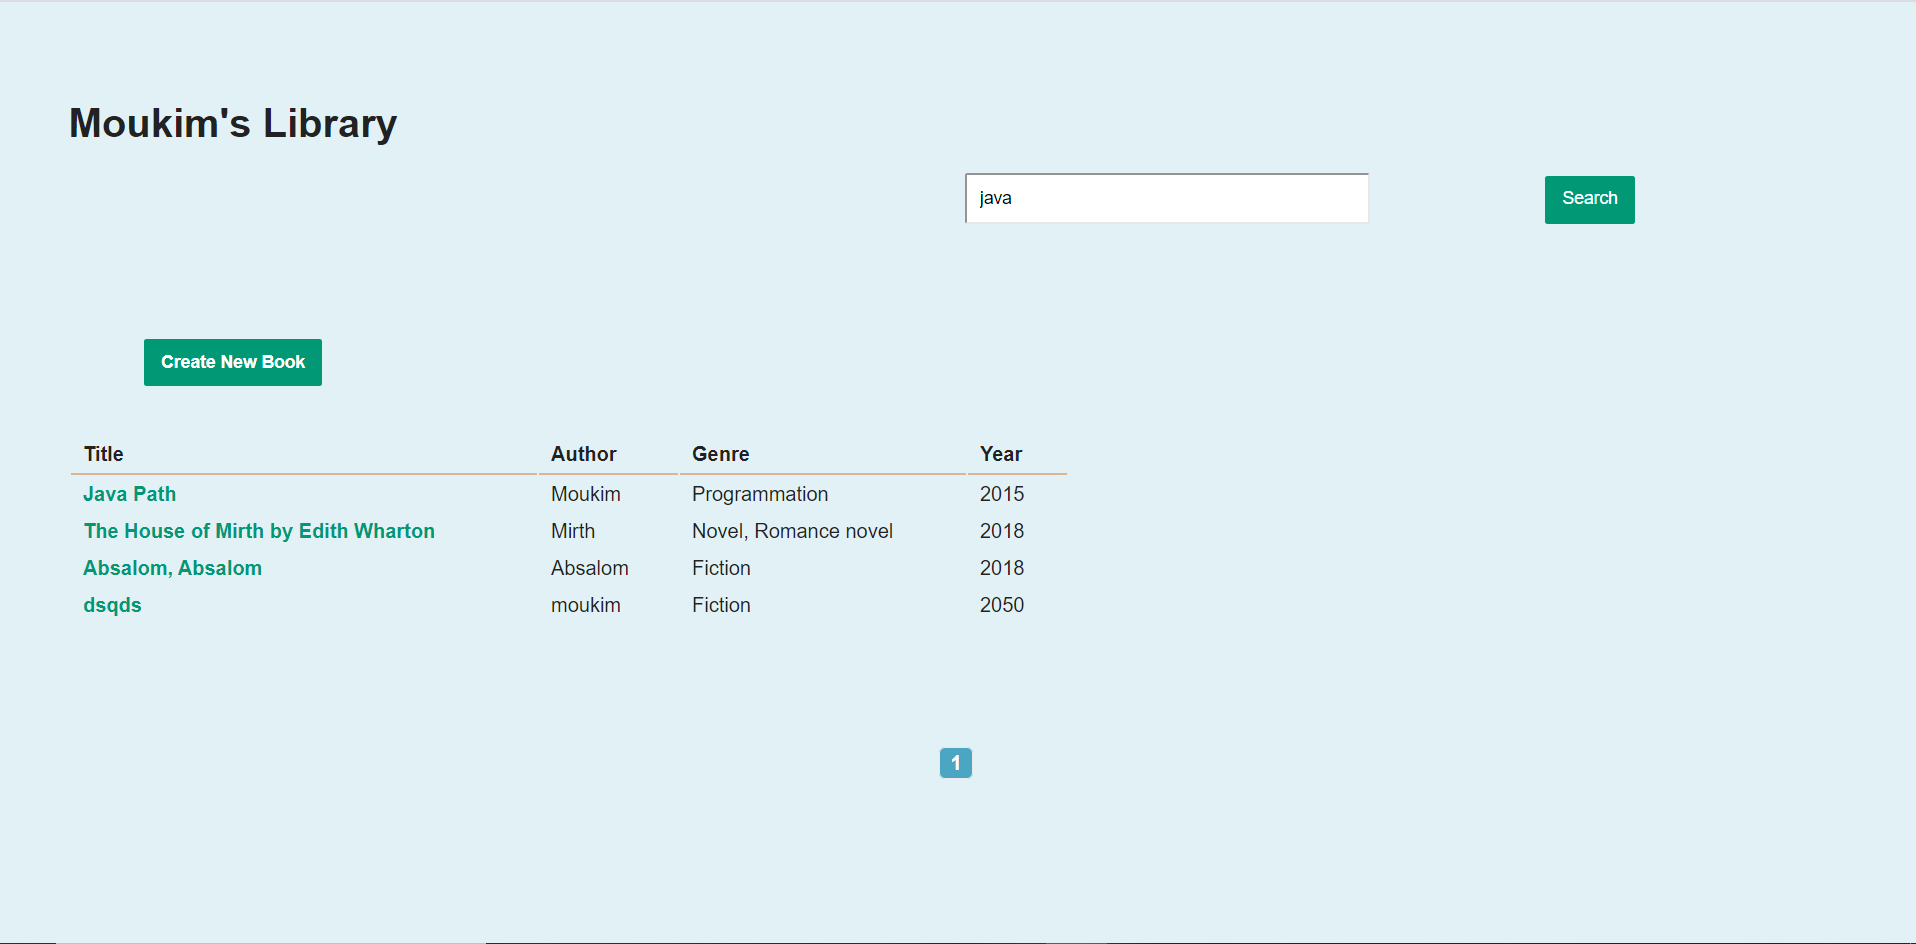 Moukim's Library
java
Search
Create New Book
Title Author Genre Year
Java Path Moukim Programmation 2015
The House of Mirth by Edith Wharton Mirth Novel, Romance novel 2018
Absalom, Absalom Absalom Fiction 2018
dsqds moukim Fiction 2050
1